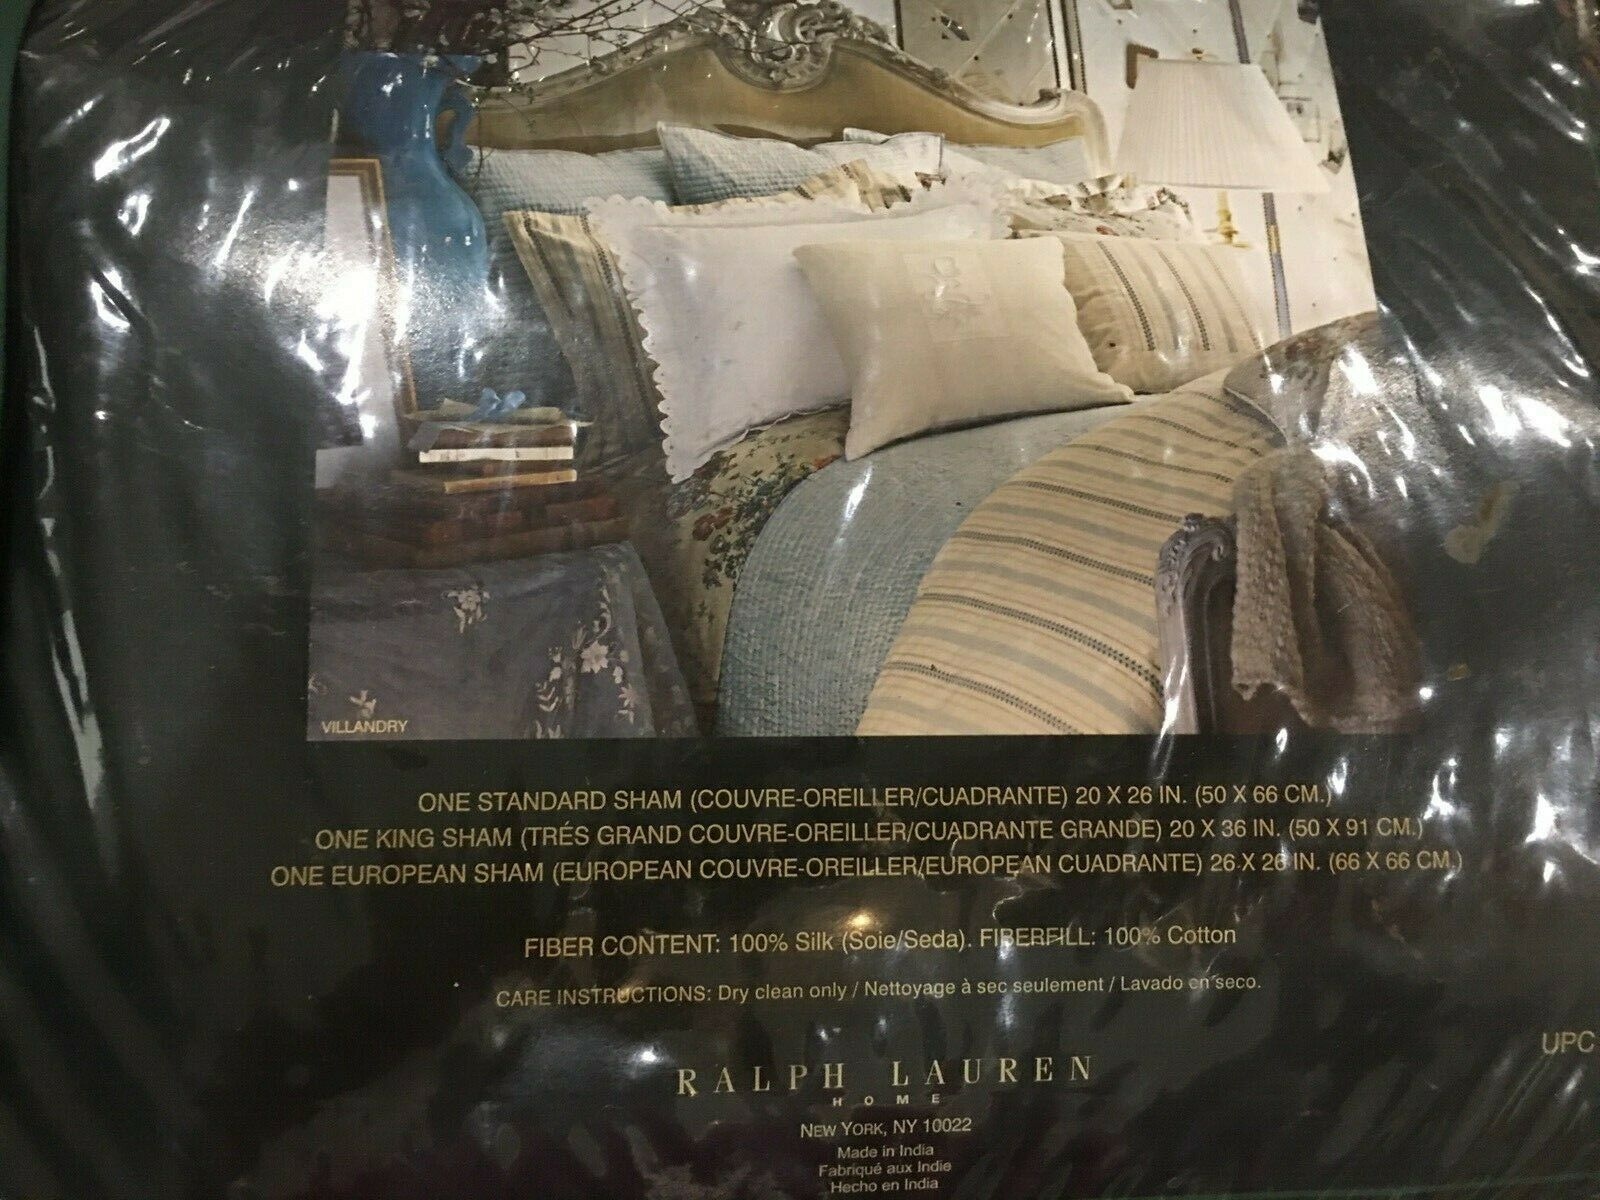 VILLANDRY
ONE STANDARD SHAM (COUVRE-OREILLER/CUADRANTE) 20 X 26 IN. (50 X 66 CM.)
ONE KING SHAM (TRÉS GRAND COUVRE-OREILLER/CUADRANTE GRANDE) 20 X 36 IN. (50 X 91 CM.)
ONE EUROPEAN SHAM (EUROPEAN COUVRE-OREILLER/EUROPEAN CUADRANTE) 26 X 26 IN. (66 X 66 CM.)
FIBER CONTENT: 100% Silk (Soie/Seda). FIBERFILL: 100% Cotton
CARE INSTRUCTIONS: Dry clean only / Nettoyage à sec seulement / Lavado en seco.
UPC
RALPH LAUREN
HOME
NEW YORK, NY 10022
Made in India
Fabriqué aux Indie
Hecho en India